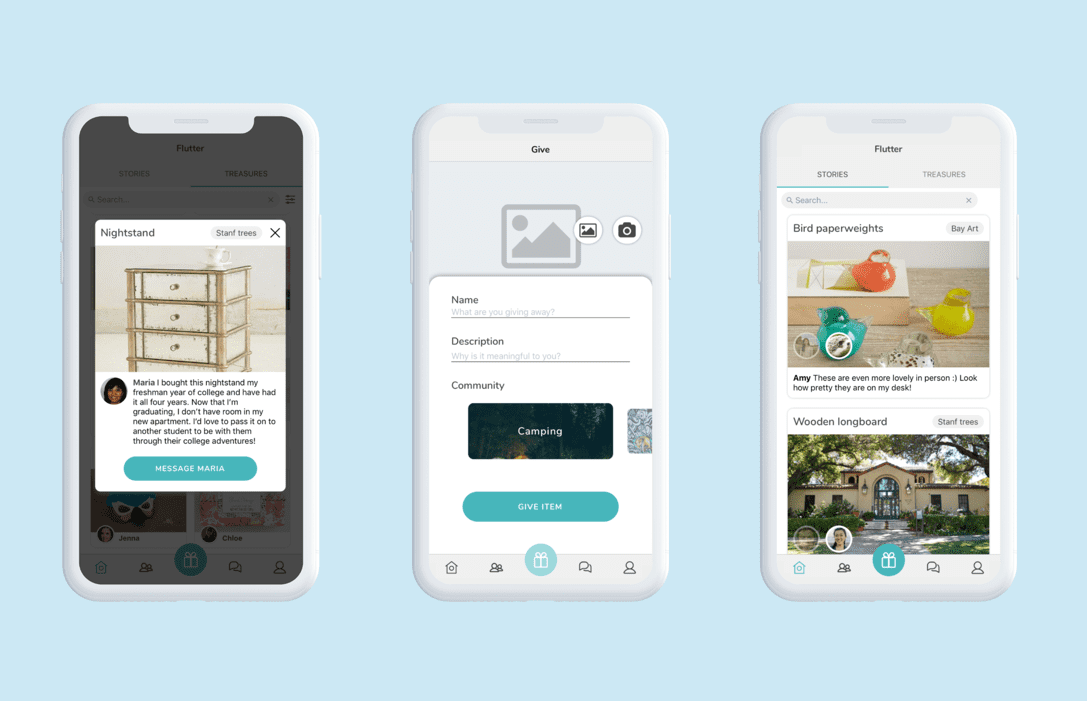 Flutter
STORIES
TREASURES
Search...
Nightstand
Stanf trees
Maria I bought this nightstand my
freshman year of college and have had
it all four years. Now that I'm
graduating, I don't have room in my
new apartment. I'd love to pass it on to
another student to be with them
through their college adventures!
MESSAGE MARIA
Jenna
Chloe
Give
Name
What are you giving away?
Description
Why is it meaningful to you?
Community
Camping
GIVE ITEM
Flutter
STORIES
TREASURES
Search...
Bird paperweights
Bay Art
Amy These are even more lovely in person :) Look
how pretty they are on my desk!
Wooden longboard
Stanf trees